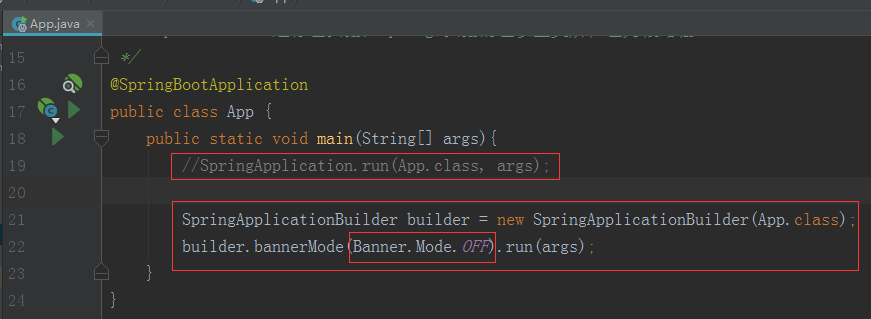 App.java
15 */
16 @SpringBootApplication
17 public class App {
18 public static void main(String[] args){
19 //SpringApplication.run(App.class, args);
20
21 SpringApplicationBuilder builder = new SpringApplicationBuilder(App.class);
22 builder.bannerMode(Banner.Mode.OFF).run(args);
23 }
24 }